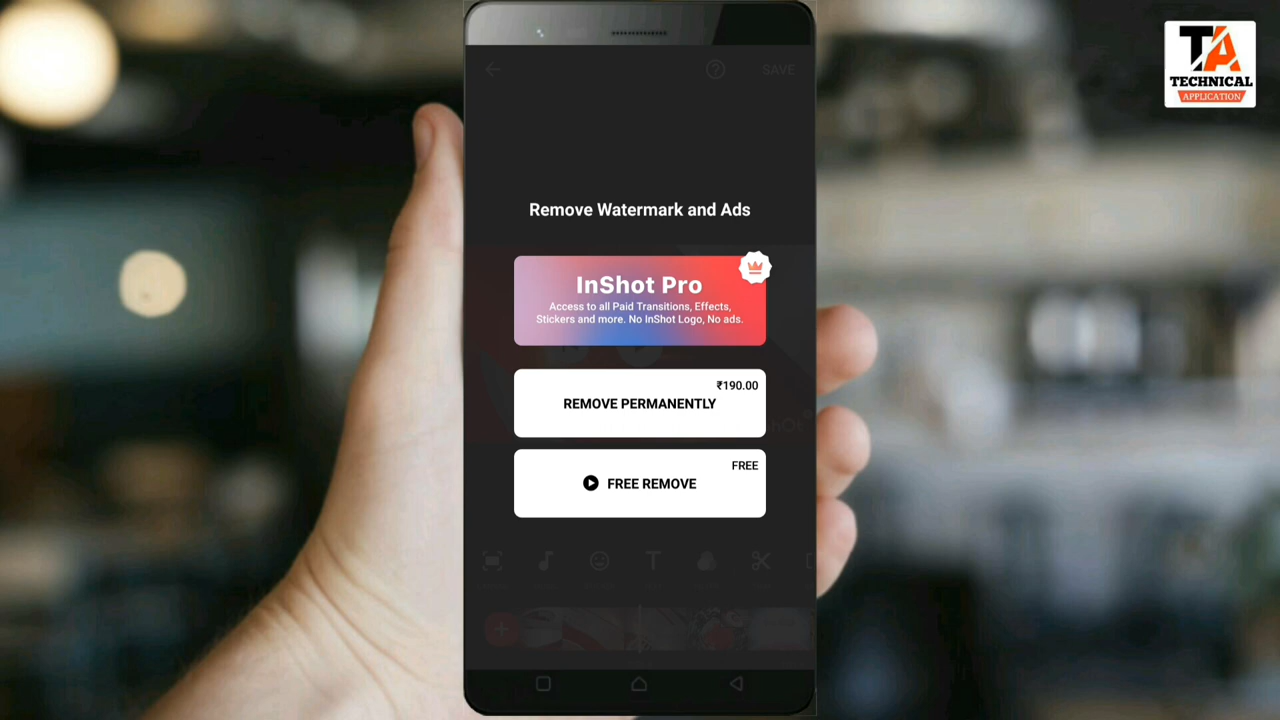 TA
TECHNICAL
APPLICATION
SAVE
Remove Watermark and Ads
InShot Pro
Access to all Paid Transitions, Effects,
Stickers and more. No InShot Logo, No ads.
₹190.00
REMOVE PERMANENTLY
FREE
FREE REMOVE